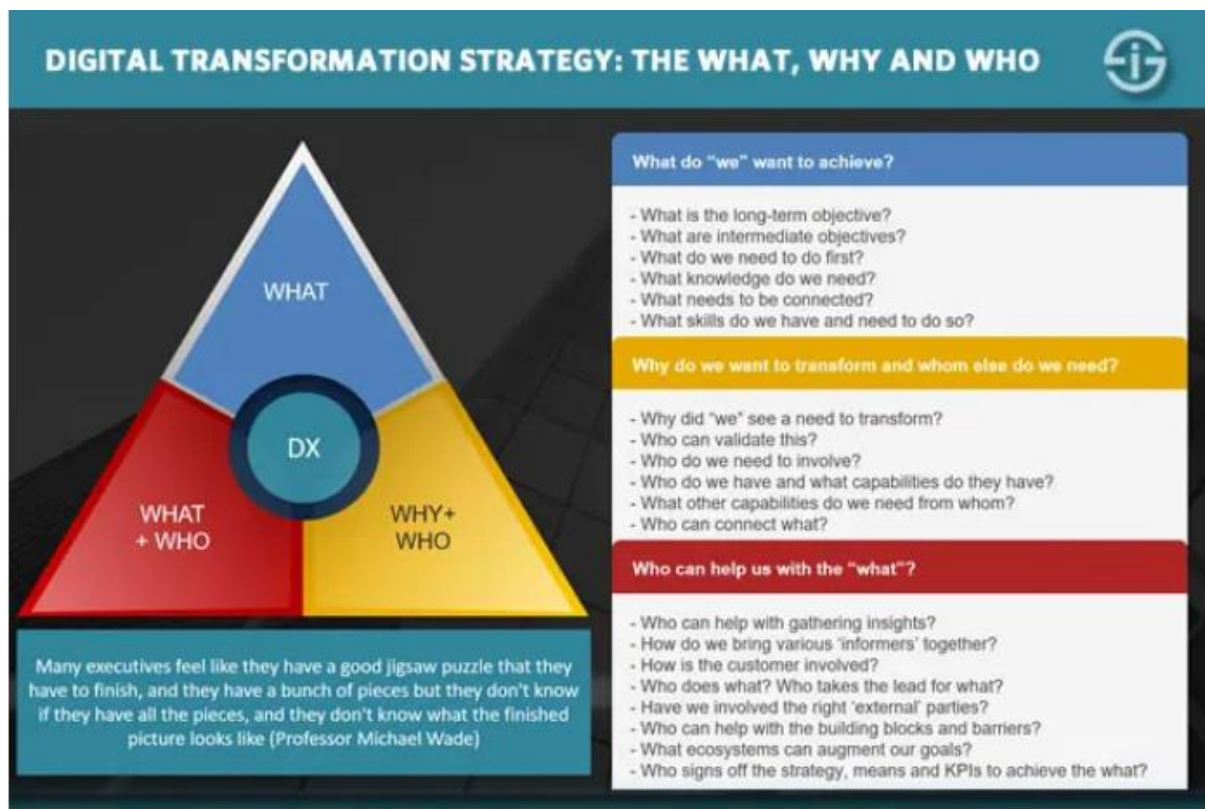 DIGITAL TRANSFORMATION STRATEGY: THE WHAT, WHY AND WHO
WHAT
DX
WHAT
+ WHO
WHY+
WHO
Many executives feel like they have a good jigsaw puzzle that they
have to finish, and they have a bunch of pieces but they don't know
if they have all the pieces, and they don't know what the finished
picture looks like (Professor Michael Wade)
What do “we” want to achieve?
- What is the long-term objective?
- What are intermediate objectives?
- What do we need to do first?
- What knowledge do we need?
- What needs to be connected?
- What skills do we have and need to do so?
Why do we want to transform and whom else do we need?
- Why did “we” see a need to transform?
- Who can validate this?
- Who do we need to involve?
- Who do we have and what capabilities do they have?
- What other capabilities do we need from whom?
- Who can connect what?
Who can help us with the “what”?
- Who can help with gathering insights?
- How do we bring various ‘informers’ together?
- How is the customer involved?
- Who does what? Who takes the lead for what?
- Have we involved the right ‘external’ parties?
- Who can help with the building blocks and barriers?
- What ecosystems can augment our goals?
- Who signs off the strategy, means and KPIs to achieve the what?